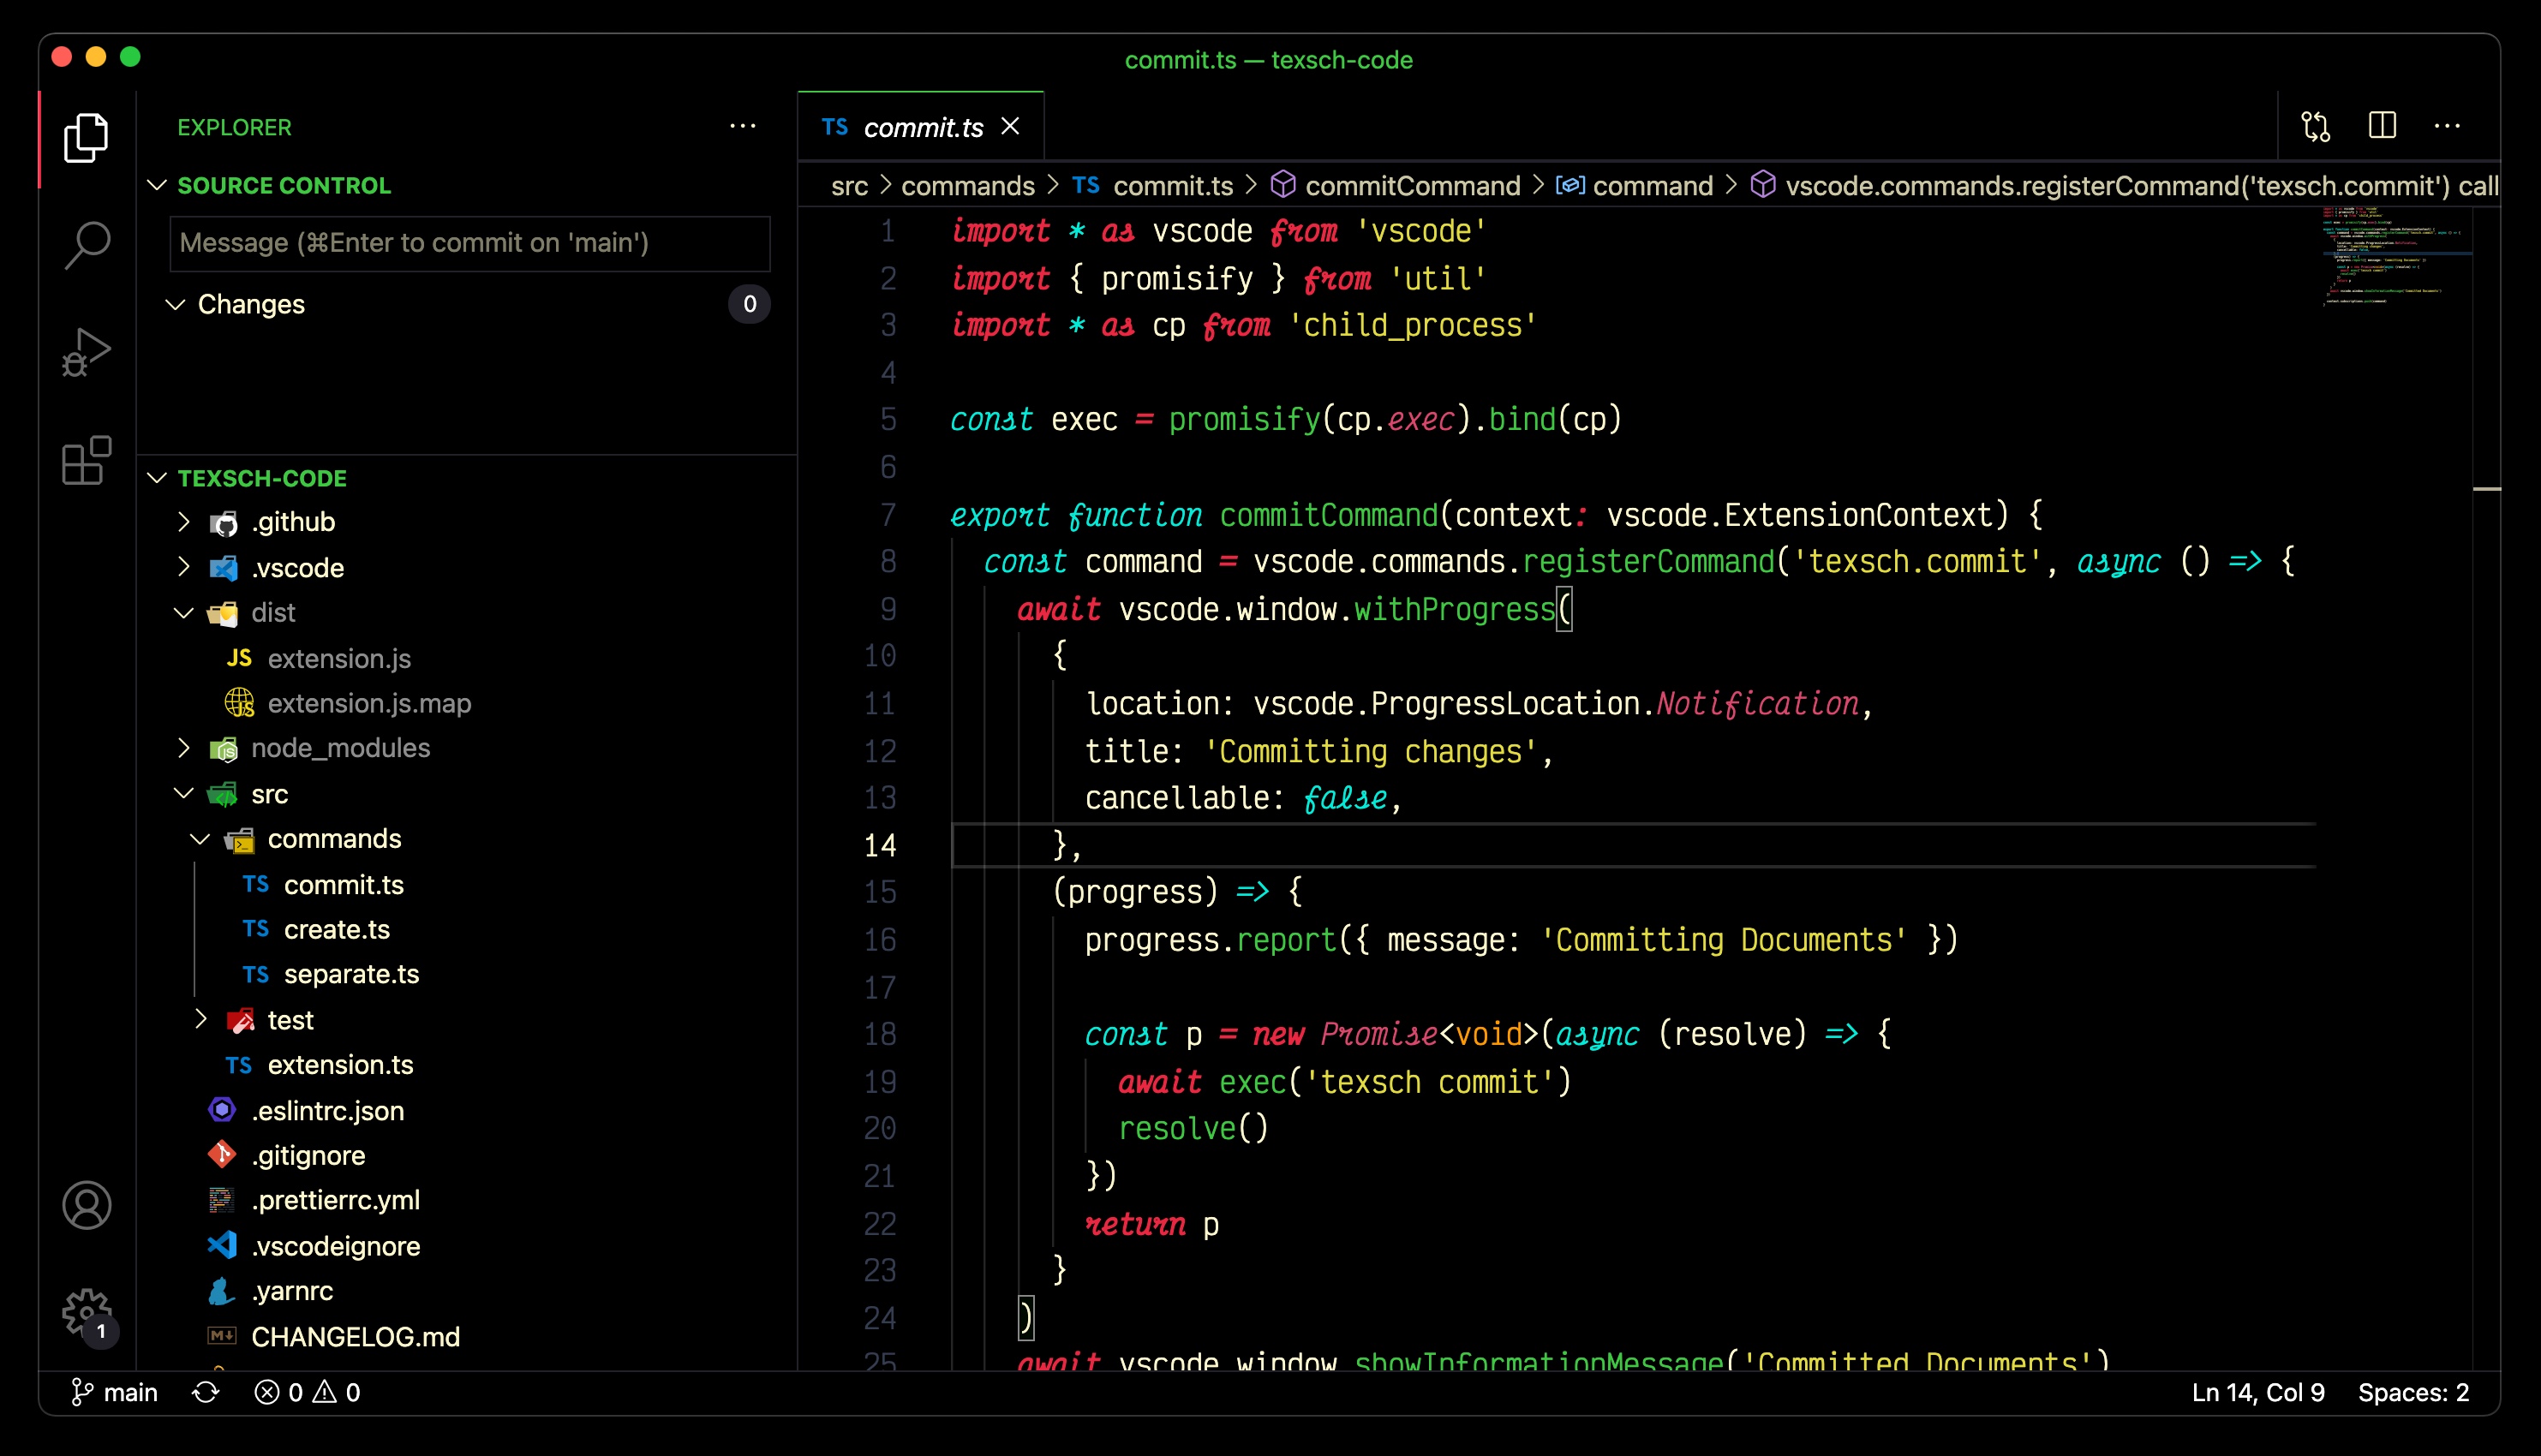 commit.ts — texsch-code
EXPLORER
SOURCE CONTROL
Message (⌘Enter to commit on 'main')
Changes
0
TEXSCH-CODE
.github
.vscode
dist
JS extension.js
extension.js.map
node_modules
src
commands
TS commit.ts
TS create.ts
TS separate.ts
test
TS extension.ts
.eslintrc.json
.gitignore
.prettierrc.yml
.vscodeignore
.yarnrc
CHANGELOG.md
1
TS commit.ts
src > commands > TS commit.ts > commitCommand > command > vscode.commands.registerCommand('texsch.commit') call
1 import * as vscode from 'vscode'
2 import { promisify } from 'util'
3 import * as cp from 'child_process'
4
5 const exec = promisify(cp.exec).bind(cp)
6
7 export function commitCommand(context: vscode.ExtensionContext) {
8 const command = vscode.commands.registerCommand('texsch.commit', async () => {
9 await vscode.window.withProgress(
10 {
11 location: vscode.ProgressLocation.Notification,
12 title: 'Committing changes',
13 cancellable: false,
14 },
15 (progress) => {
16 progress.report({ message: 'Committing Documents' })
17
18 const p = new Promise<void>(async (resolve) => {
19 await exec('texsch commit')
20 resolve()
21 })
22 return p
23 }
24 )
25 await vscode.window.showInformationMessage('Committed Documents')
main
0 0
Ln 14, Col 9
Spaces: 2